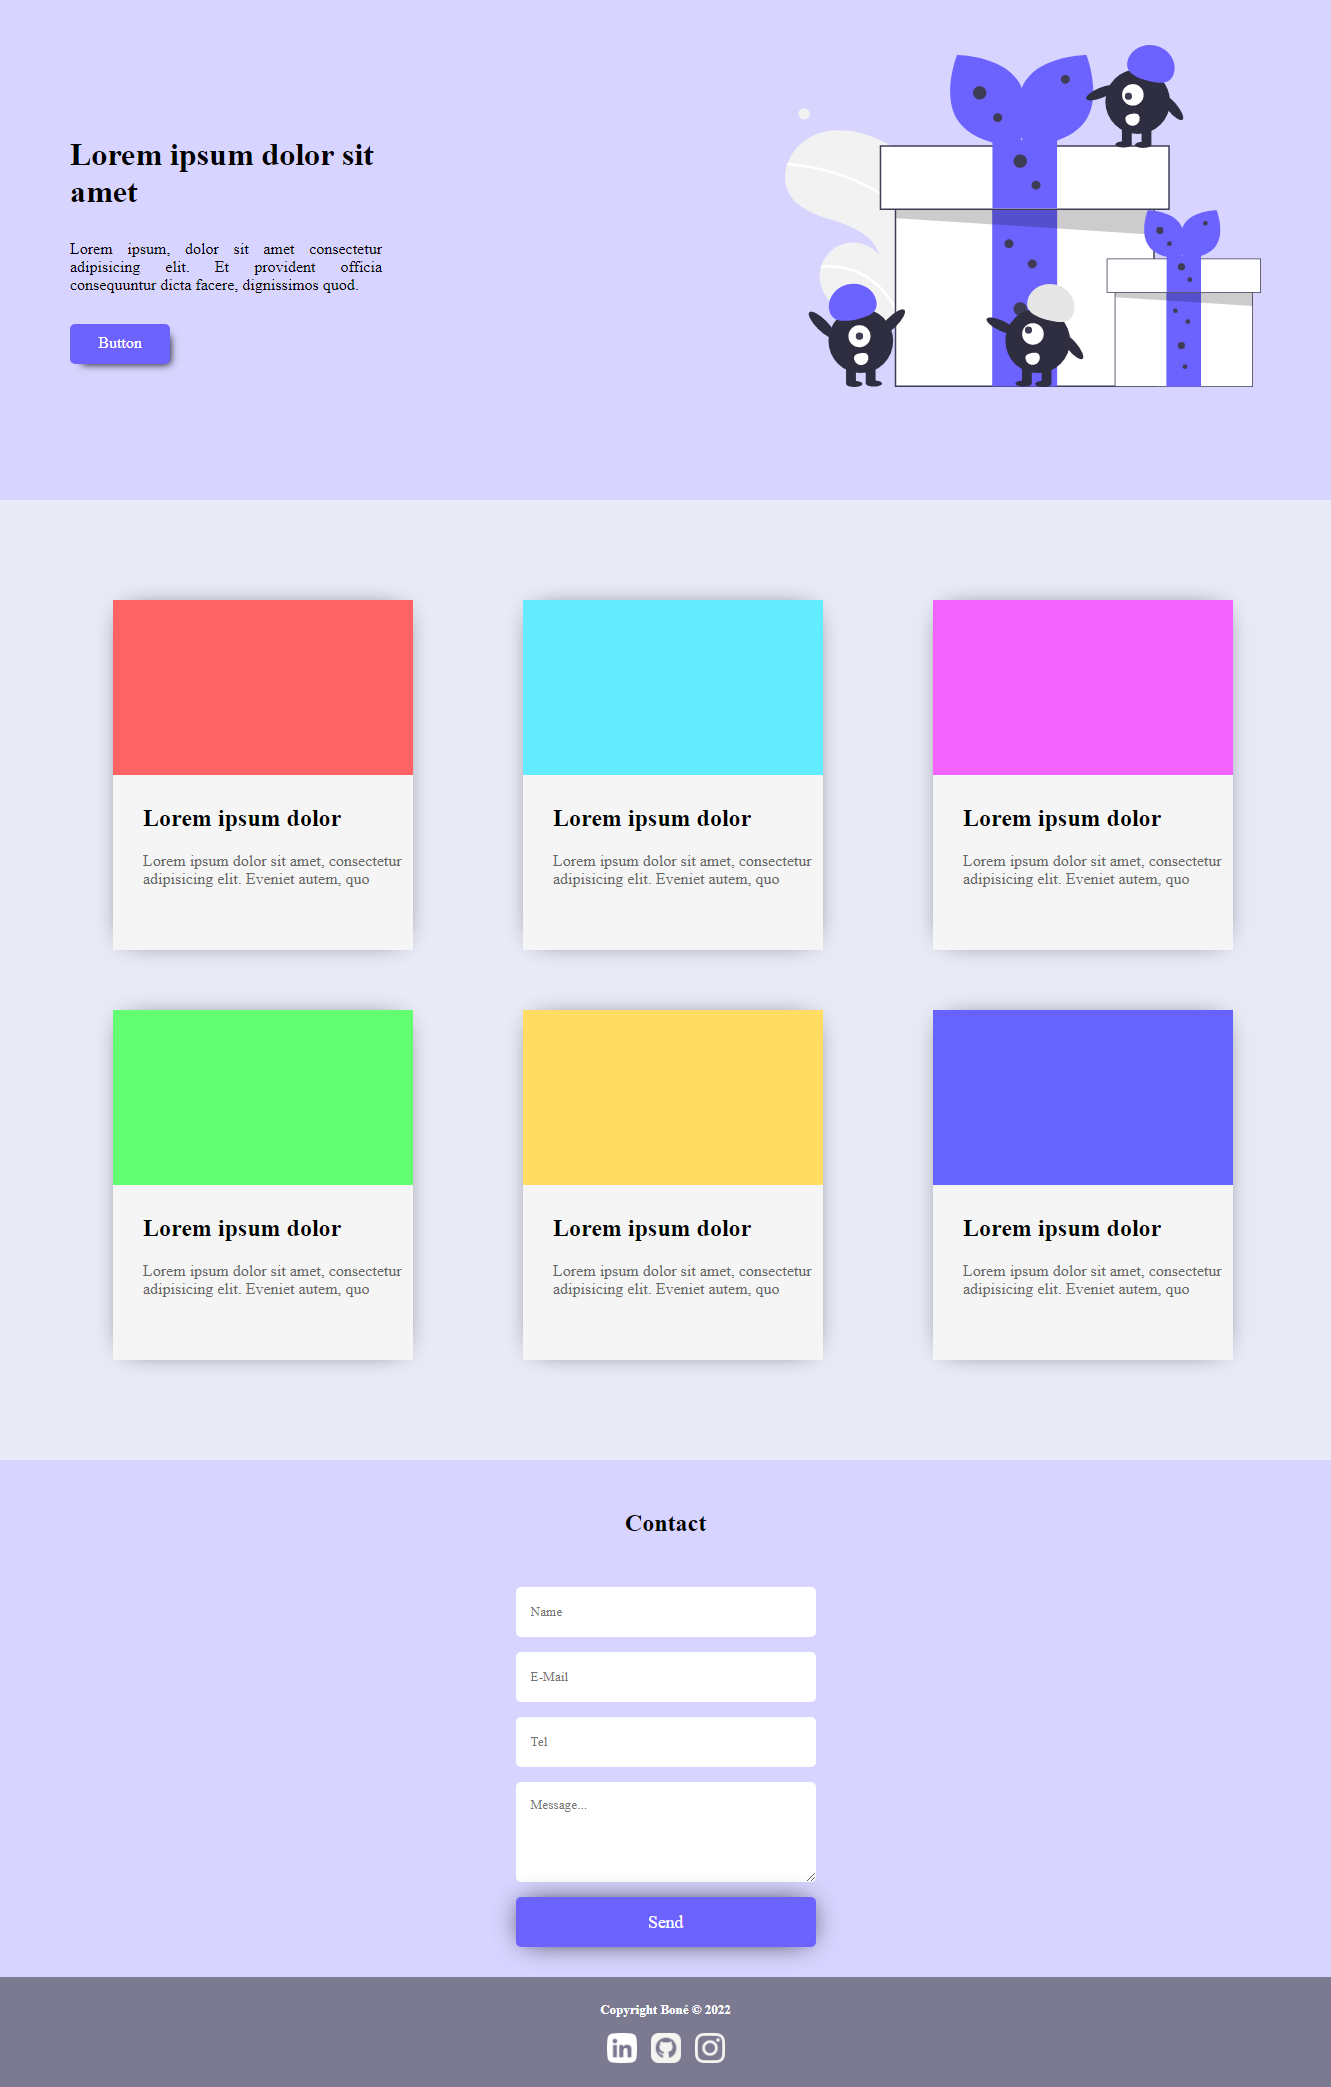 Lorem ipsum dolor sit
amet
Lorem ipsum, dolor sit amet consectetur
adipisicing elit. Et provident officia
consequuntur dicta facere, dignissimos quod.
Button
Lorem ipsum dolor
Lorem ipsum dolor sit amet, consectetur
adipisicing elit. Eveniet autem, quo
Lorem ipsum dolor
Lorem ipsum dolor sit amet, consectetur
adipisicing elit. Eveniet autem, quo
Lorem ipsum dolor
Lorem ipsum dolor sit amet, consectetur
adipisicing elit. Eveniet autem, quo
Lorem ipsum dolor
Lorem ipsum dolor sit amet, consectetur
adipisicing elit. Eveniet autem, quo
Lorem ipsum dolor
Lorem ipsum dolor sit amet, consectetur
adipisicing elit. Eveniet autem, quo
Lorem ipsum dolor
Lorem ipsum dolor sit amet, consectetur
adipisicing elit. Eveniet autem, quo
Contact
Name
E-Mail
Tel
Message...
Send
Copyright Boné © 2022
in